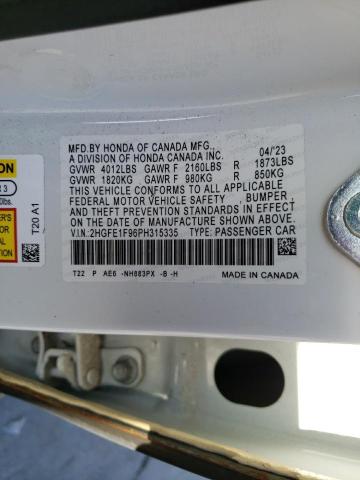 MFD.BY HONDA OF CANADA MFG., 04/'23
A DIVISION OF HONDA CANADA INC.
GVWR 4012LBS GAWR F 2160LBS R 1873LBS
GVWR 1820KG GAWR F 980KG R 850KG
THIS VEHICLE CONFORMS TO ALL APPLICABLE
FEDERAL MOTOR VEHICLE SAFETY , BUMPER ,
AND THEFT PREVENTION STANDARDS IN EFFECT
ON THE DATE OF MANUFACTURE SHOWN ABOVE.
V.I.N:2HGFE1F96PH315335 TYPE: PASSENGER CAR
T22 P AE6 -NH883PX -B -H MADE IN CANADA
T20 A1
ION
R 3
lbs.